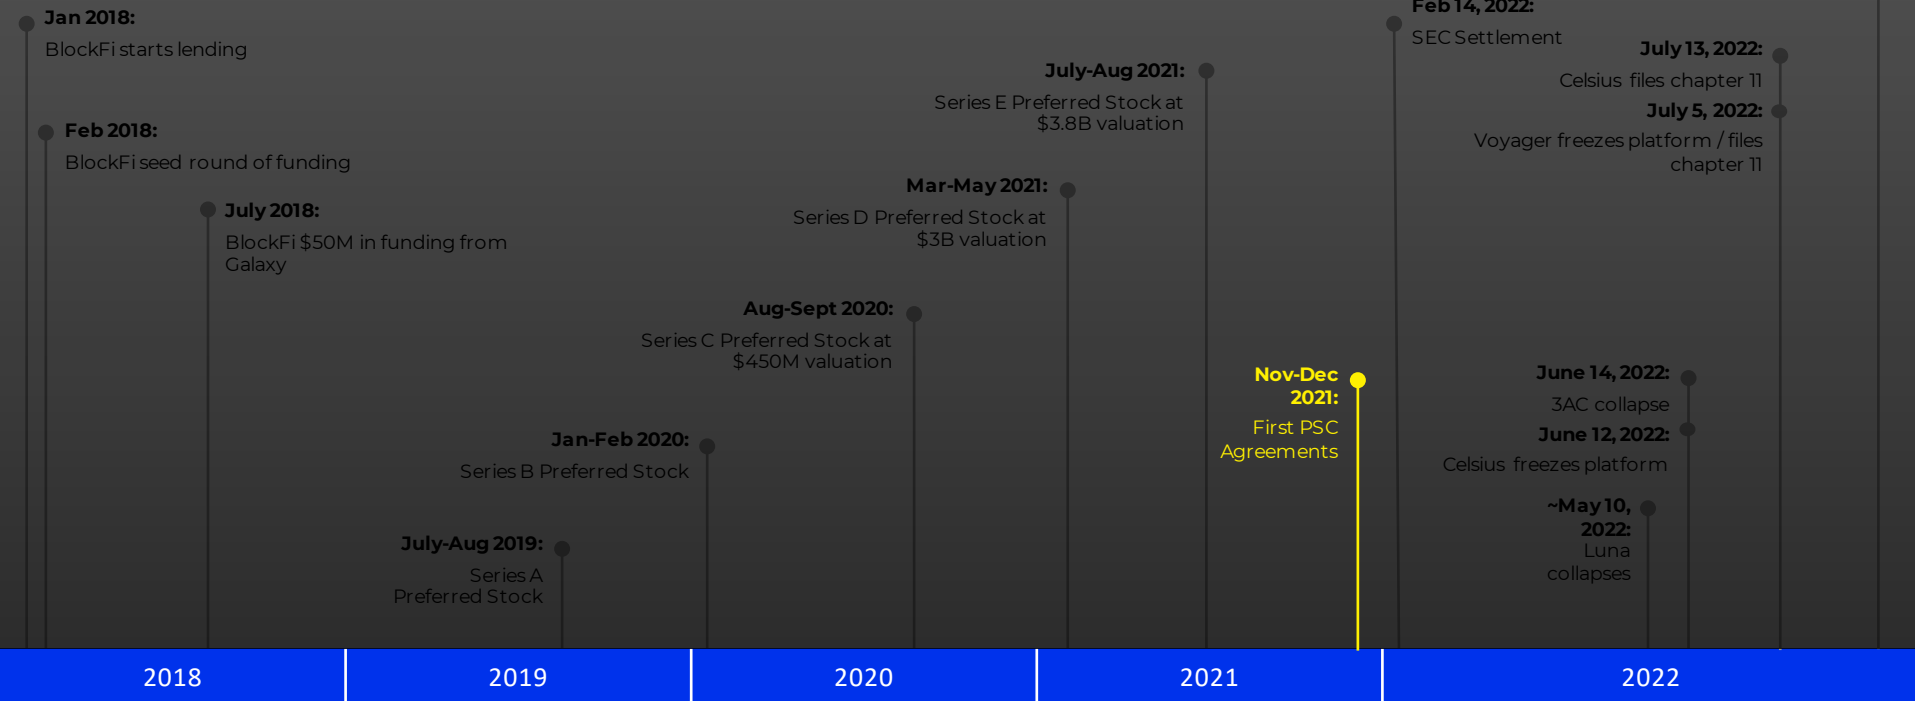 Jan 2018:
BlockFi starts lending
Feb 2018:
BlockFi seed round of funding
July 2018:
BlockFi $50M in funding from
Galaxy
July-Aug 2019:
Series A
Preferred Stock
Jan-Feb 2020:
Series B Preferred Stock
Aug-Sept 2020:
Series C Preferred Stock at
$450M valuation
Mar-May 2021:
Series D Preferred Stock at
$3B valuation
July-Aug 2021:
Series E Preferred Stock at
$3.8B valuation
Nov-Dec
2021:
First PSC
Agreements
Feb 14, 2022:
SEC Settlement
~May 10,
2022:
Luna
collapses
June 14, 2022:
3AC collapse
June 12, 2022:
Celsius freezes platform
July 13, 2022:
Celsius files chapter 11
July 5, 2022:
Voyager freezes platform / files
chapter 11
2018
2019
2020
2021
2022